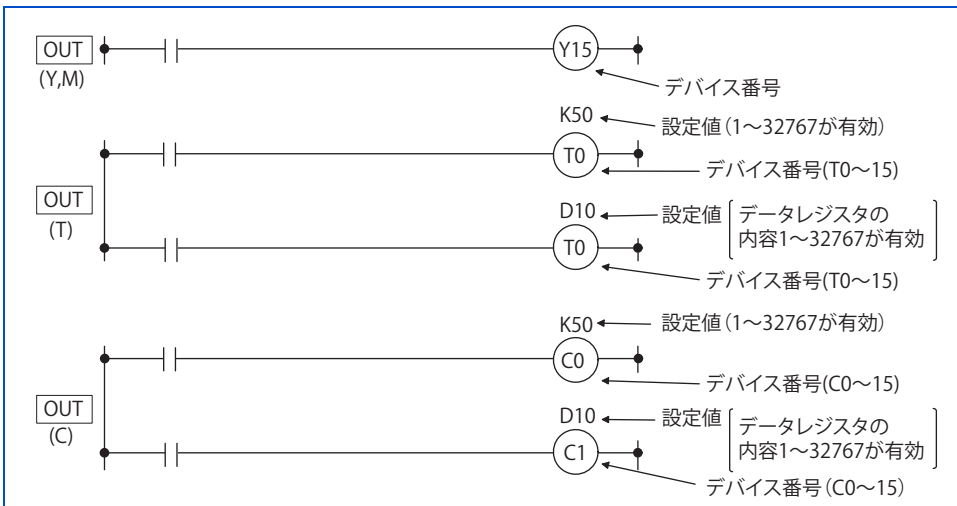 OUT
(Y,M)
Y15
デバイス番号
K50
設定値(1～32767が有効)
T0
デバイス番号(T0～15)
OUT
(T)
D10
設定値
データレジスタの
内容1～32767が有効
T0
デバイス番号(T0～15)
K50
設定値(1～32767が有効)
C0
デバイス番号(C0～15)
OUT
(C)
D10
設定値
データレジスタの
内容1～32767が有効
C1
デバイス番号(C0～15)